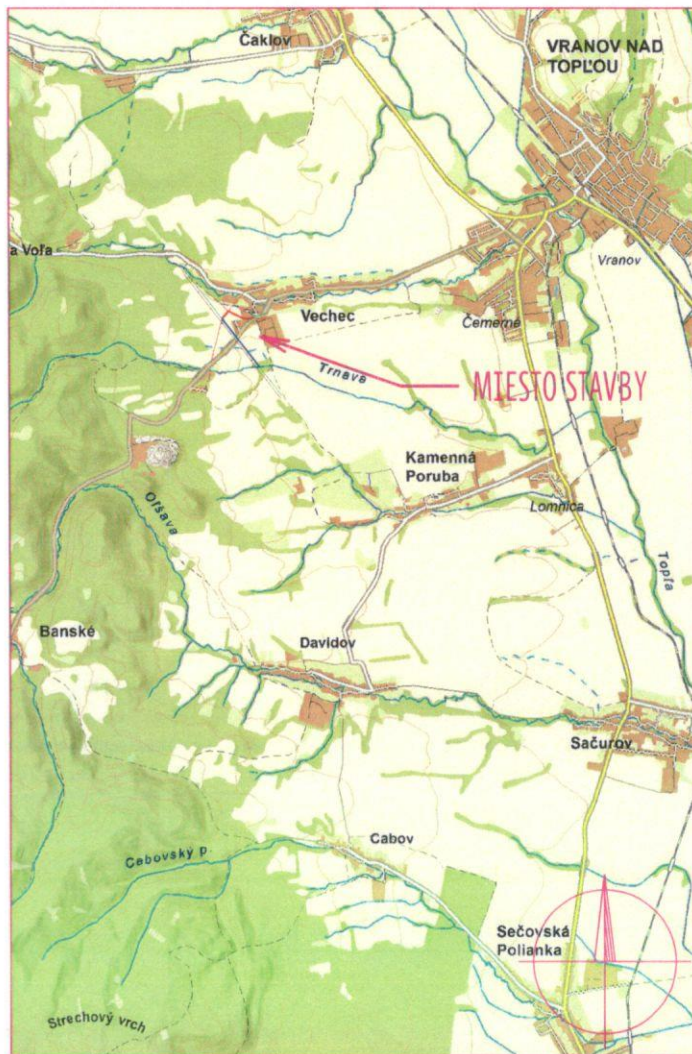 Čaklov
VRANOV NAD
TOPĽOU
a Voľa
Vranov
Vechec
Čemerné
Trnava
MIESTO STAVBY
Kamenná
Poruba
Oľšava
Lomnica
Topľa
Banské
Davidov
Sačurov
Cabov
Cabovský p.
Sečovská
Polianka
Strechový vrch